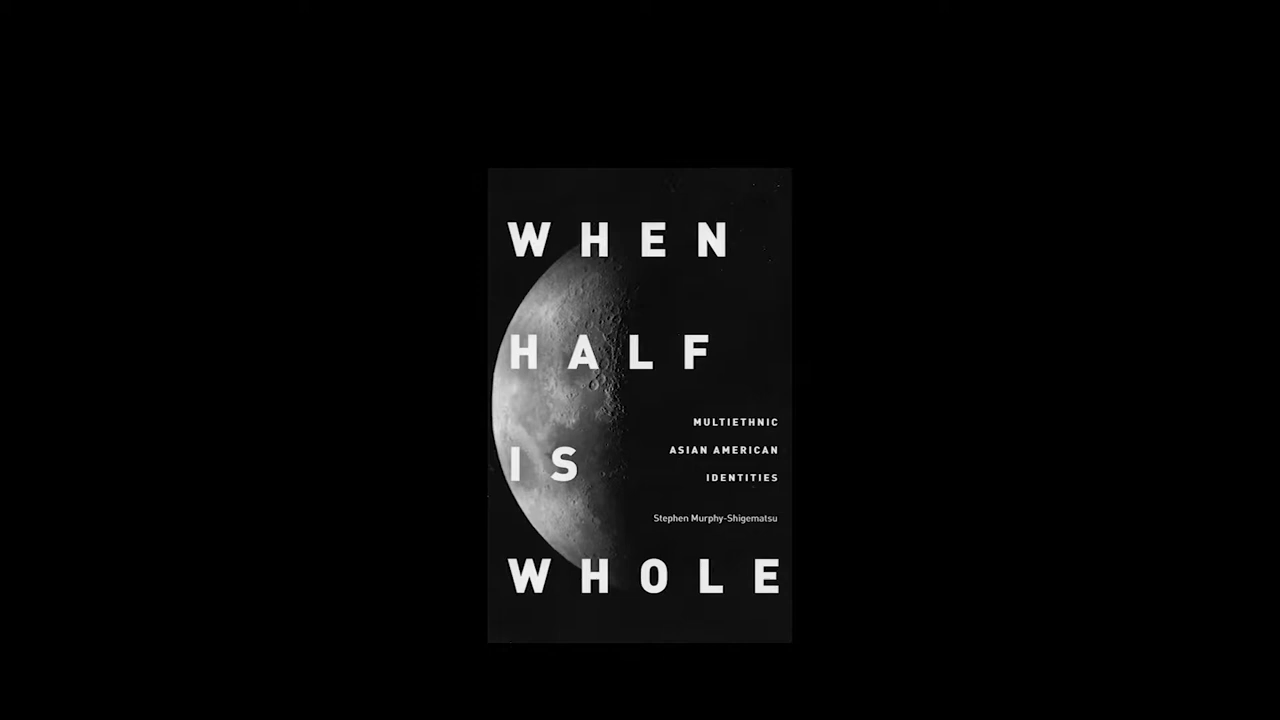 WHEN
HALF
IS
MULTIETHNIC
ASIAN AMERICAN
IDENTITIES
Stephen Murphy-Shigematsu
WHOLE